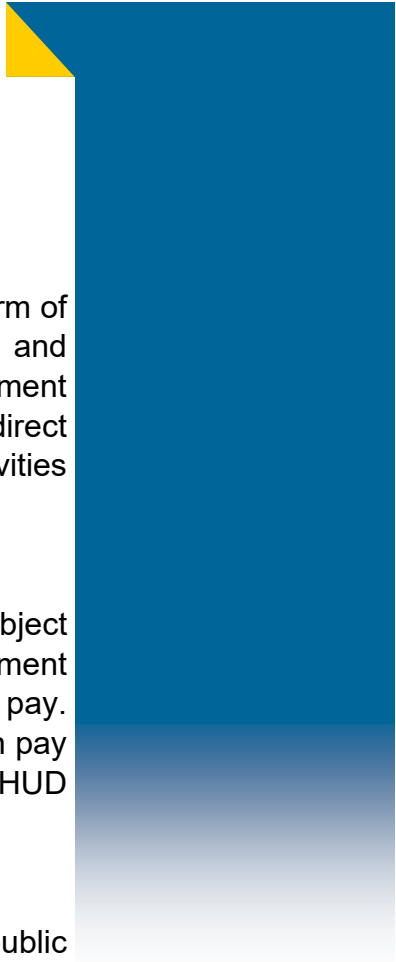 rm of
and
ment
direct
vities
bject
ment
pay.
n pay
HUD
ublic